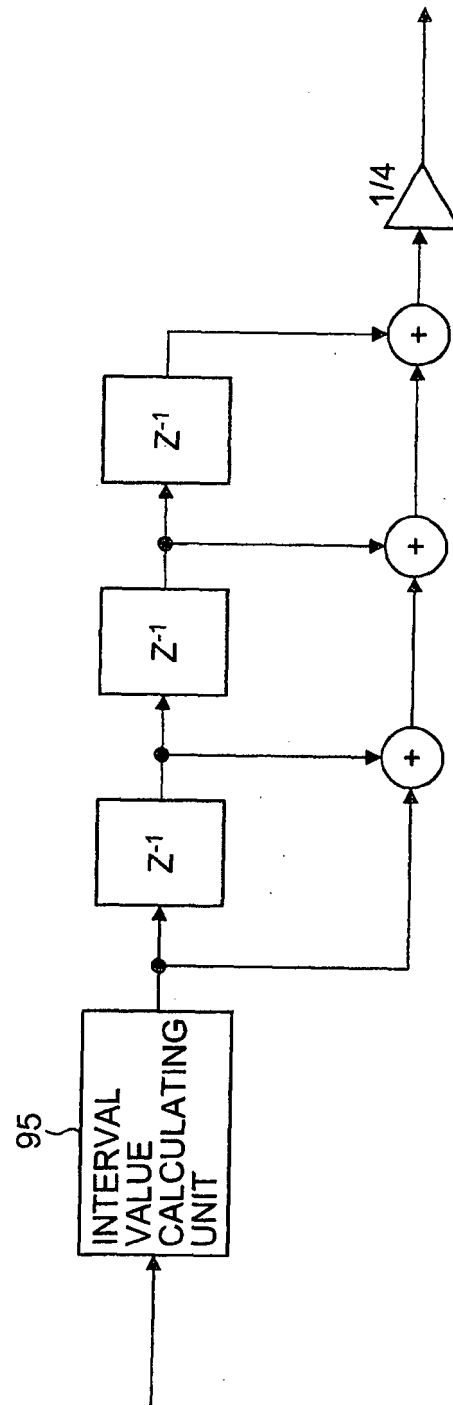 95
INTERVAL
VALUE
CALCULATING
UNIT
Z-1
Z-1
Z-1
+
+
+
1/4